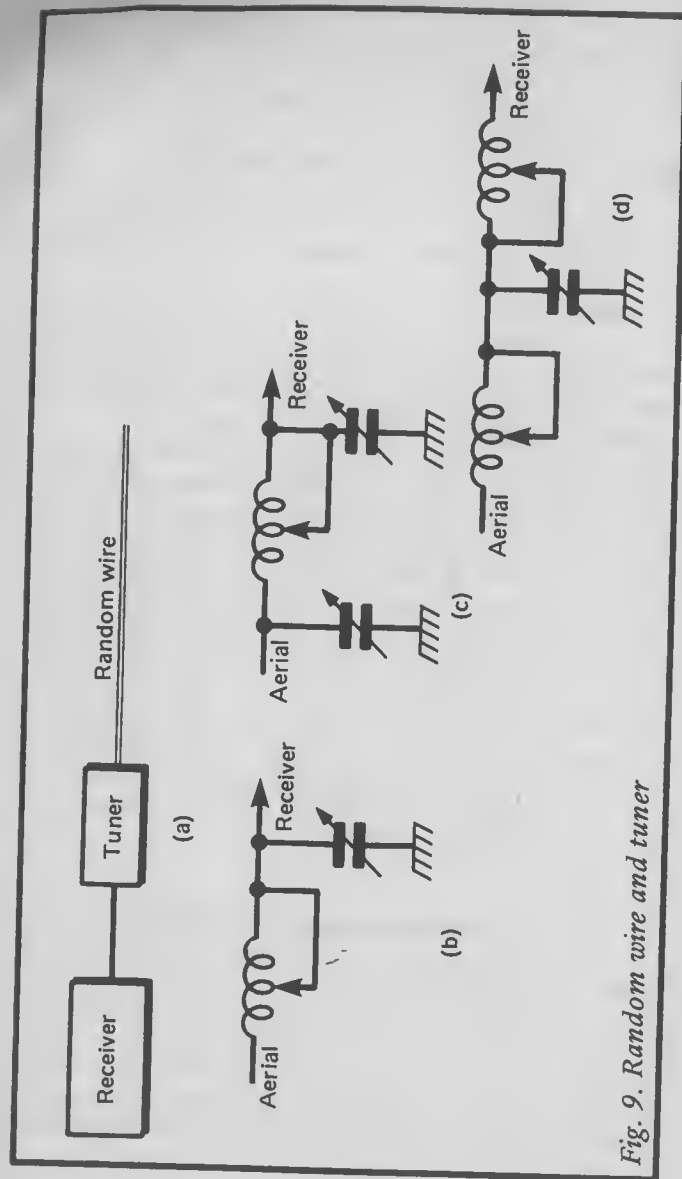 Receiver
Tuner
Random wire
(a)
Aerial
Receiver
(b)
Aerial
Receiver
(c)
Aerial
Receiver
(d)
Fig. 9. Random wire and tuner